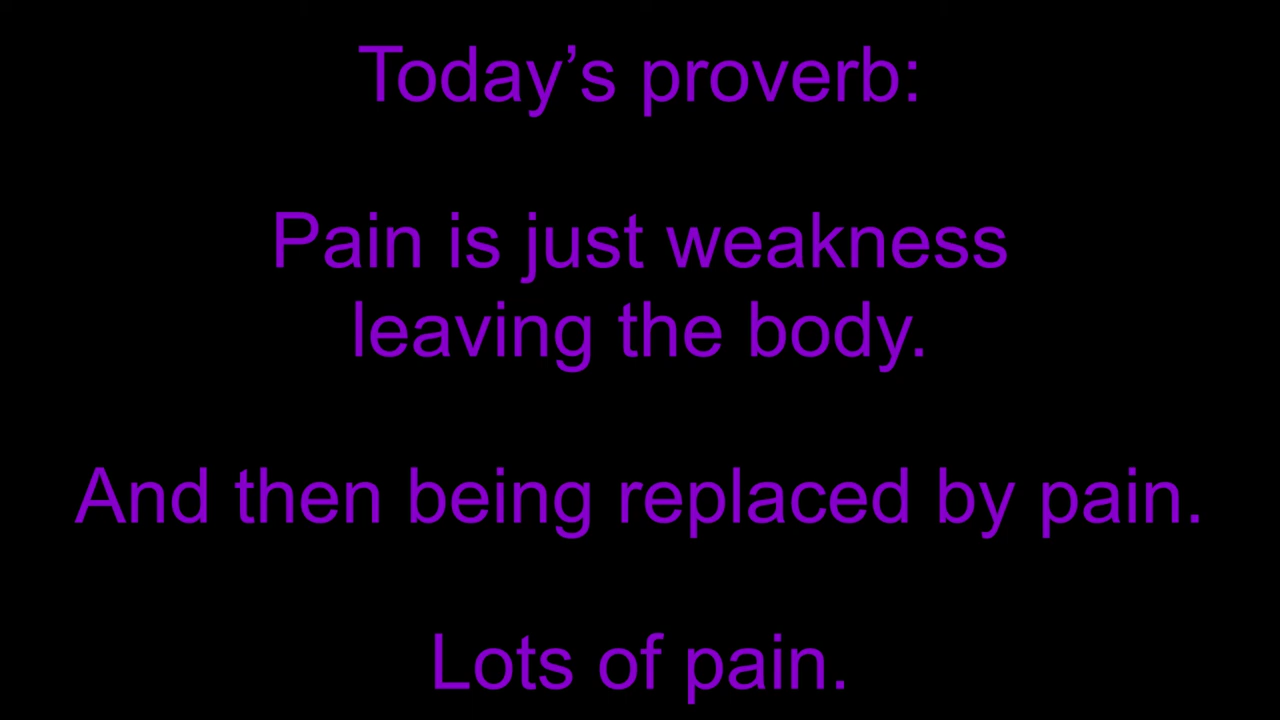 Today’s proverb:
Pain is just weakness
leaving the body.
And then being replaced by pain.
Lots of pain.